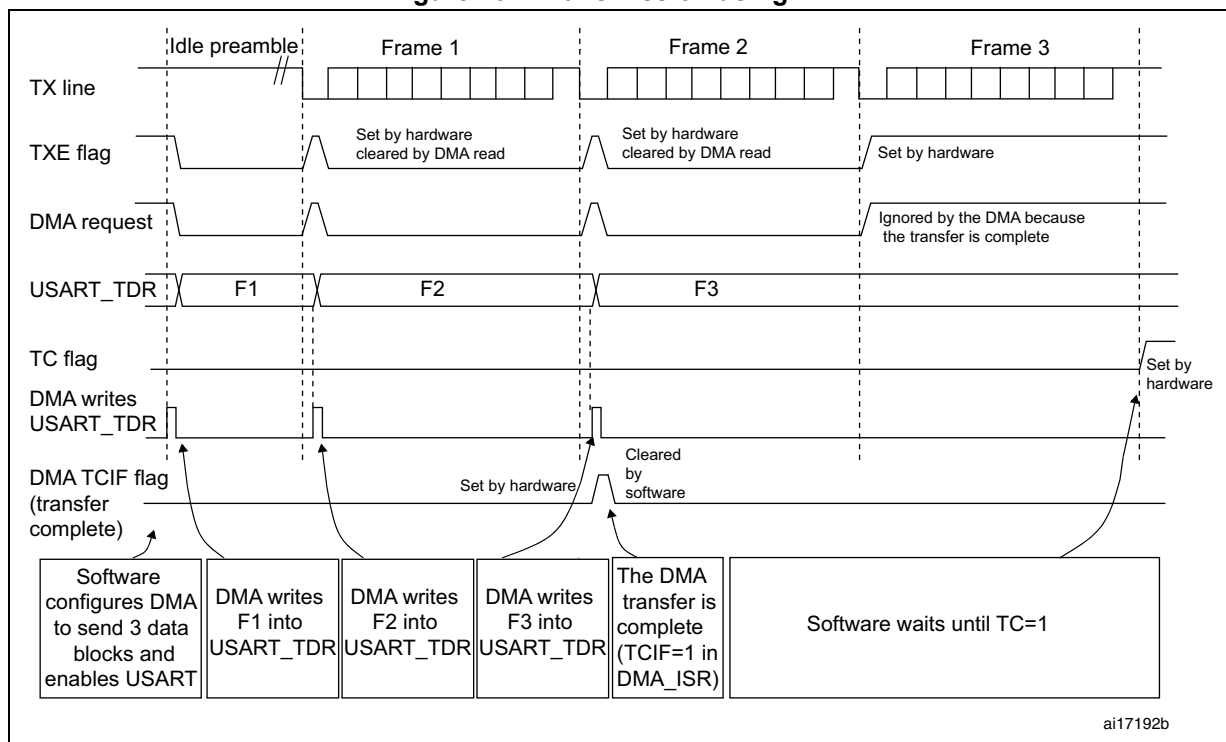 Idle preamble
Frame 1
Frame 2
Frame 3
TX line
TXE flag
Set by hardware
cleared by DMA read
Set by hardware
cleared by DMA read
Set by hardware
DMA request
Ignored by the DMA because
the transfer is complete
USART_TDR
F1
F2
F3
TC flag
Set by
hardware
DMA writes
USART_TDR
DMA TCIF flag
(transfer
complete)
Set by hardware
Cleared
by
software
Software
configures DMA
to send 3 data
blocks and
enables USART
DMA writes
F1 into
USART_TDR
DMA writes
F2 into
USART_TDR
DMA writes
F3 into
USART_TDR
The DMA
transfer is
complete
(TCIF=1 in
DMA_ISR)
Software waits until TC=1
ai17192b